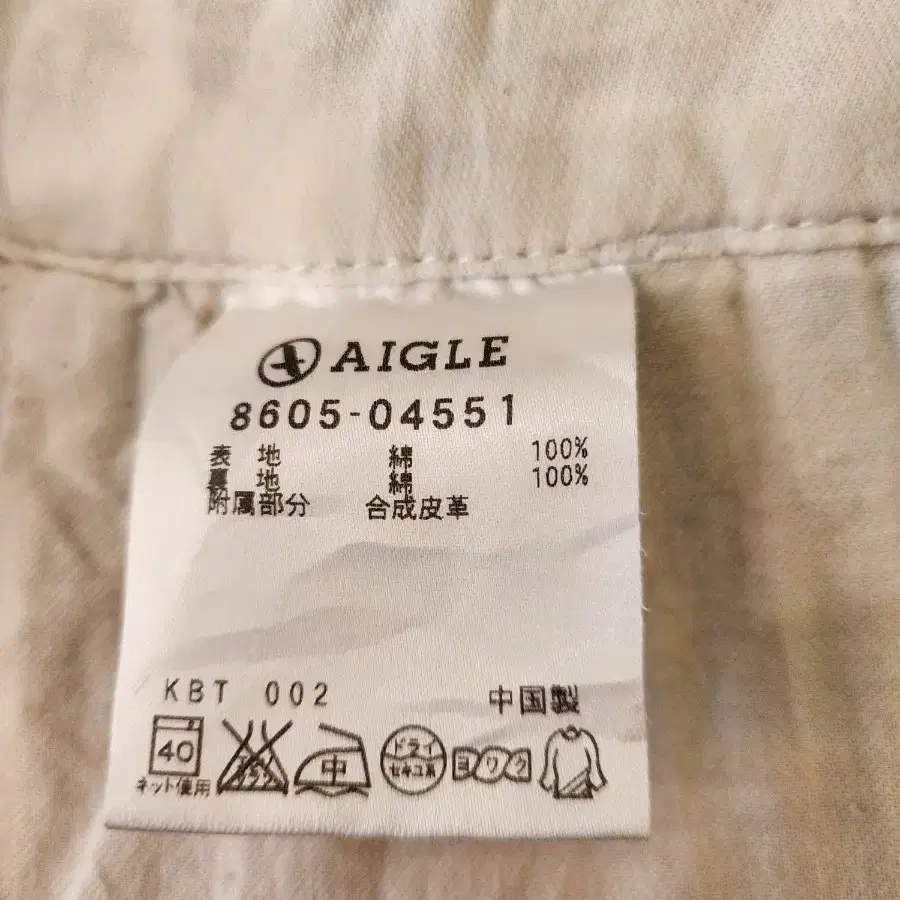 AIGLE
8605-04551
表 地 綿 100%
裏 地 綿 100%
附属部分 合成皮革
KBT 002 中国製
40 中 ドライ ヨワク
ネット使用 セキユ系